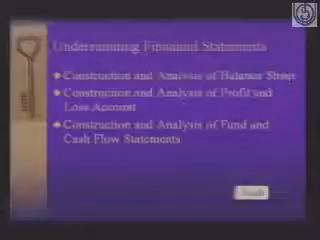 Understanding Financial Statements
Construction and Analysis of Balance Sheet
Construction and Analysis of Profit and
Loss Account
Construction and Analysis of Fund and
Cash Flow Statements